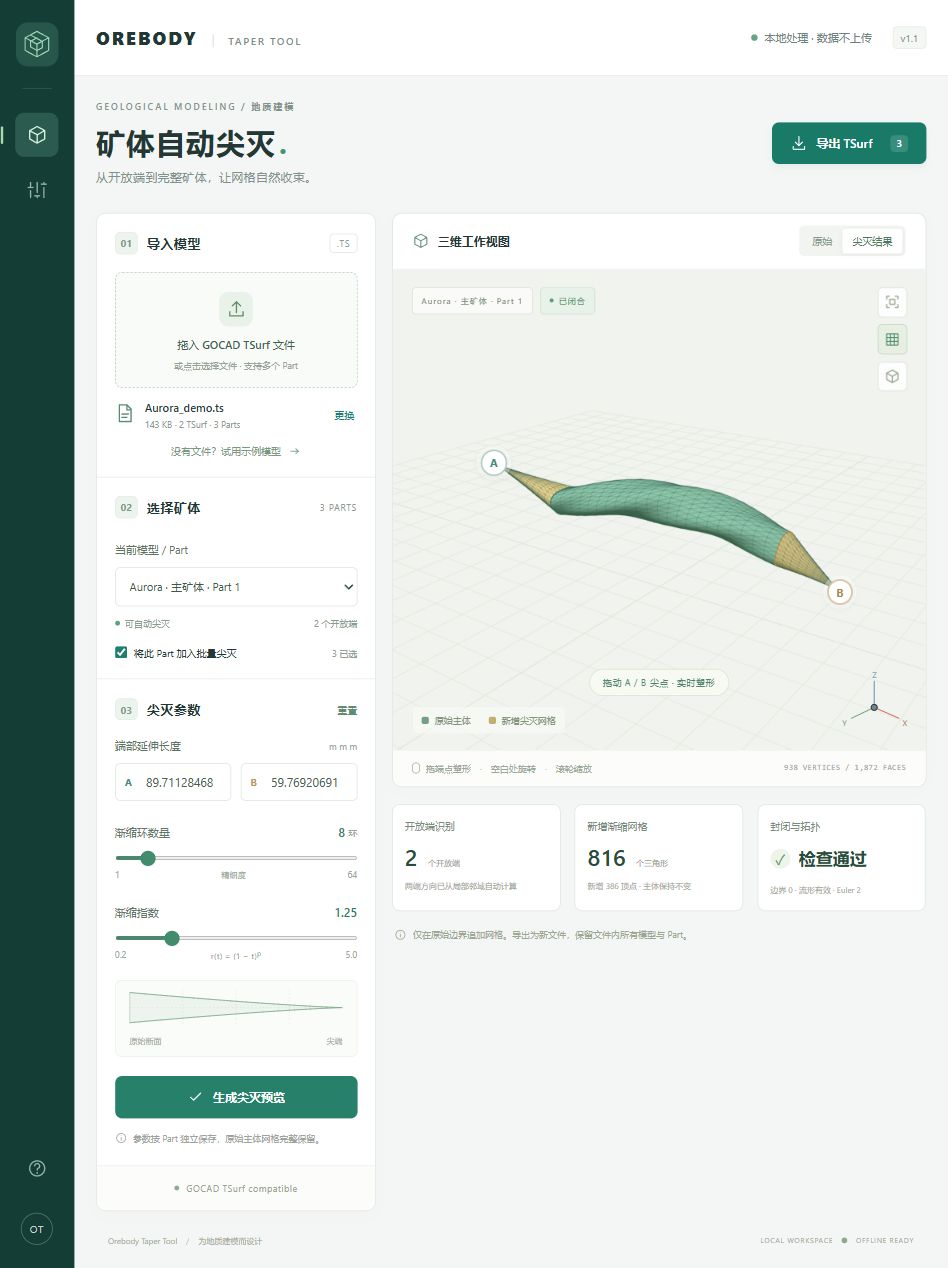 OREBODY
TAPER TOOL
本地处理 · 数据不上传
v1.1
GEOLOGICAL MODELING / 地质建模
矿体自动尖灭.
从开放端到完整矿体，让网格自然收束。
导出 TSurf 3
01 导入模型
.TS
拖入 GOCAD TSurf 文件
或点击选择文件 · 支持多个 Part
Aurora_demo.ts
143 KB · 2 TSurf · 3 Parts
更换
没有文件？试用示例模型 →
02 选择矿体
3 PARTS
当前模型 / Part
Aurora · 主矿体 · Part 1
可自动尖灭
2 个开放端
将此 Part 加入批量尖灭
3 已选
03 尖灭参数
重置
端部延伸长度
mmm
A 89.71128468
B 59.76920691
渐缩环数量
8 环
1
精细度
64
渐缩指数
1.25
0.2
r(t) = (1 − t)ᵖ
5.0
原始断面
尖端
生成尖灭预览
参数按 Part 独立保存，原始主体网格完整保留。
GOCAD TSurf compatible
三维工作视图
原始
尖灭结果
Aurora · 主矿体 · Part 1
已闭合
A
B
拖动 A / B 尖点 · 实时塑形
原始主体
新增尖灭网格
Z
Y
X
拖端点塑形 · 空白处旋转 · 滚轮缩放
938 VERTICES / 1,872 FACES
开放端识别
2 个开放端
两端方向已从局部邻域自动计算
新增渐缩网格
816 个三角形
新增 386 顶点 · 主体保持不变
封闭与拓扑
检查通过
边界 0 · 流形有效 · Euler 2
仅在原始边界追加网格。导出为新文件，保留文件内所有模型与 Part。
OT
Orebody Taper Tool / 为地质建模而设计
LOCAL WORKSPACE
OFFLINE READY